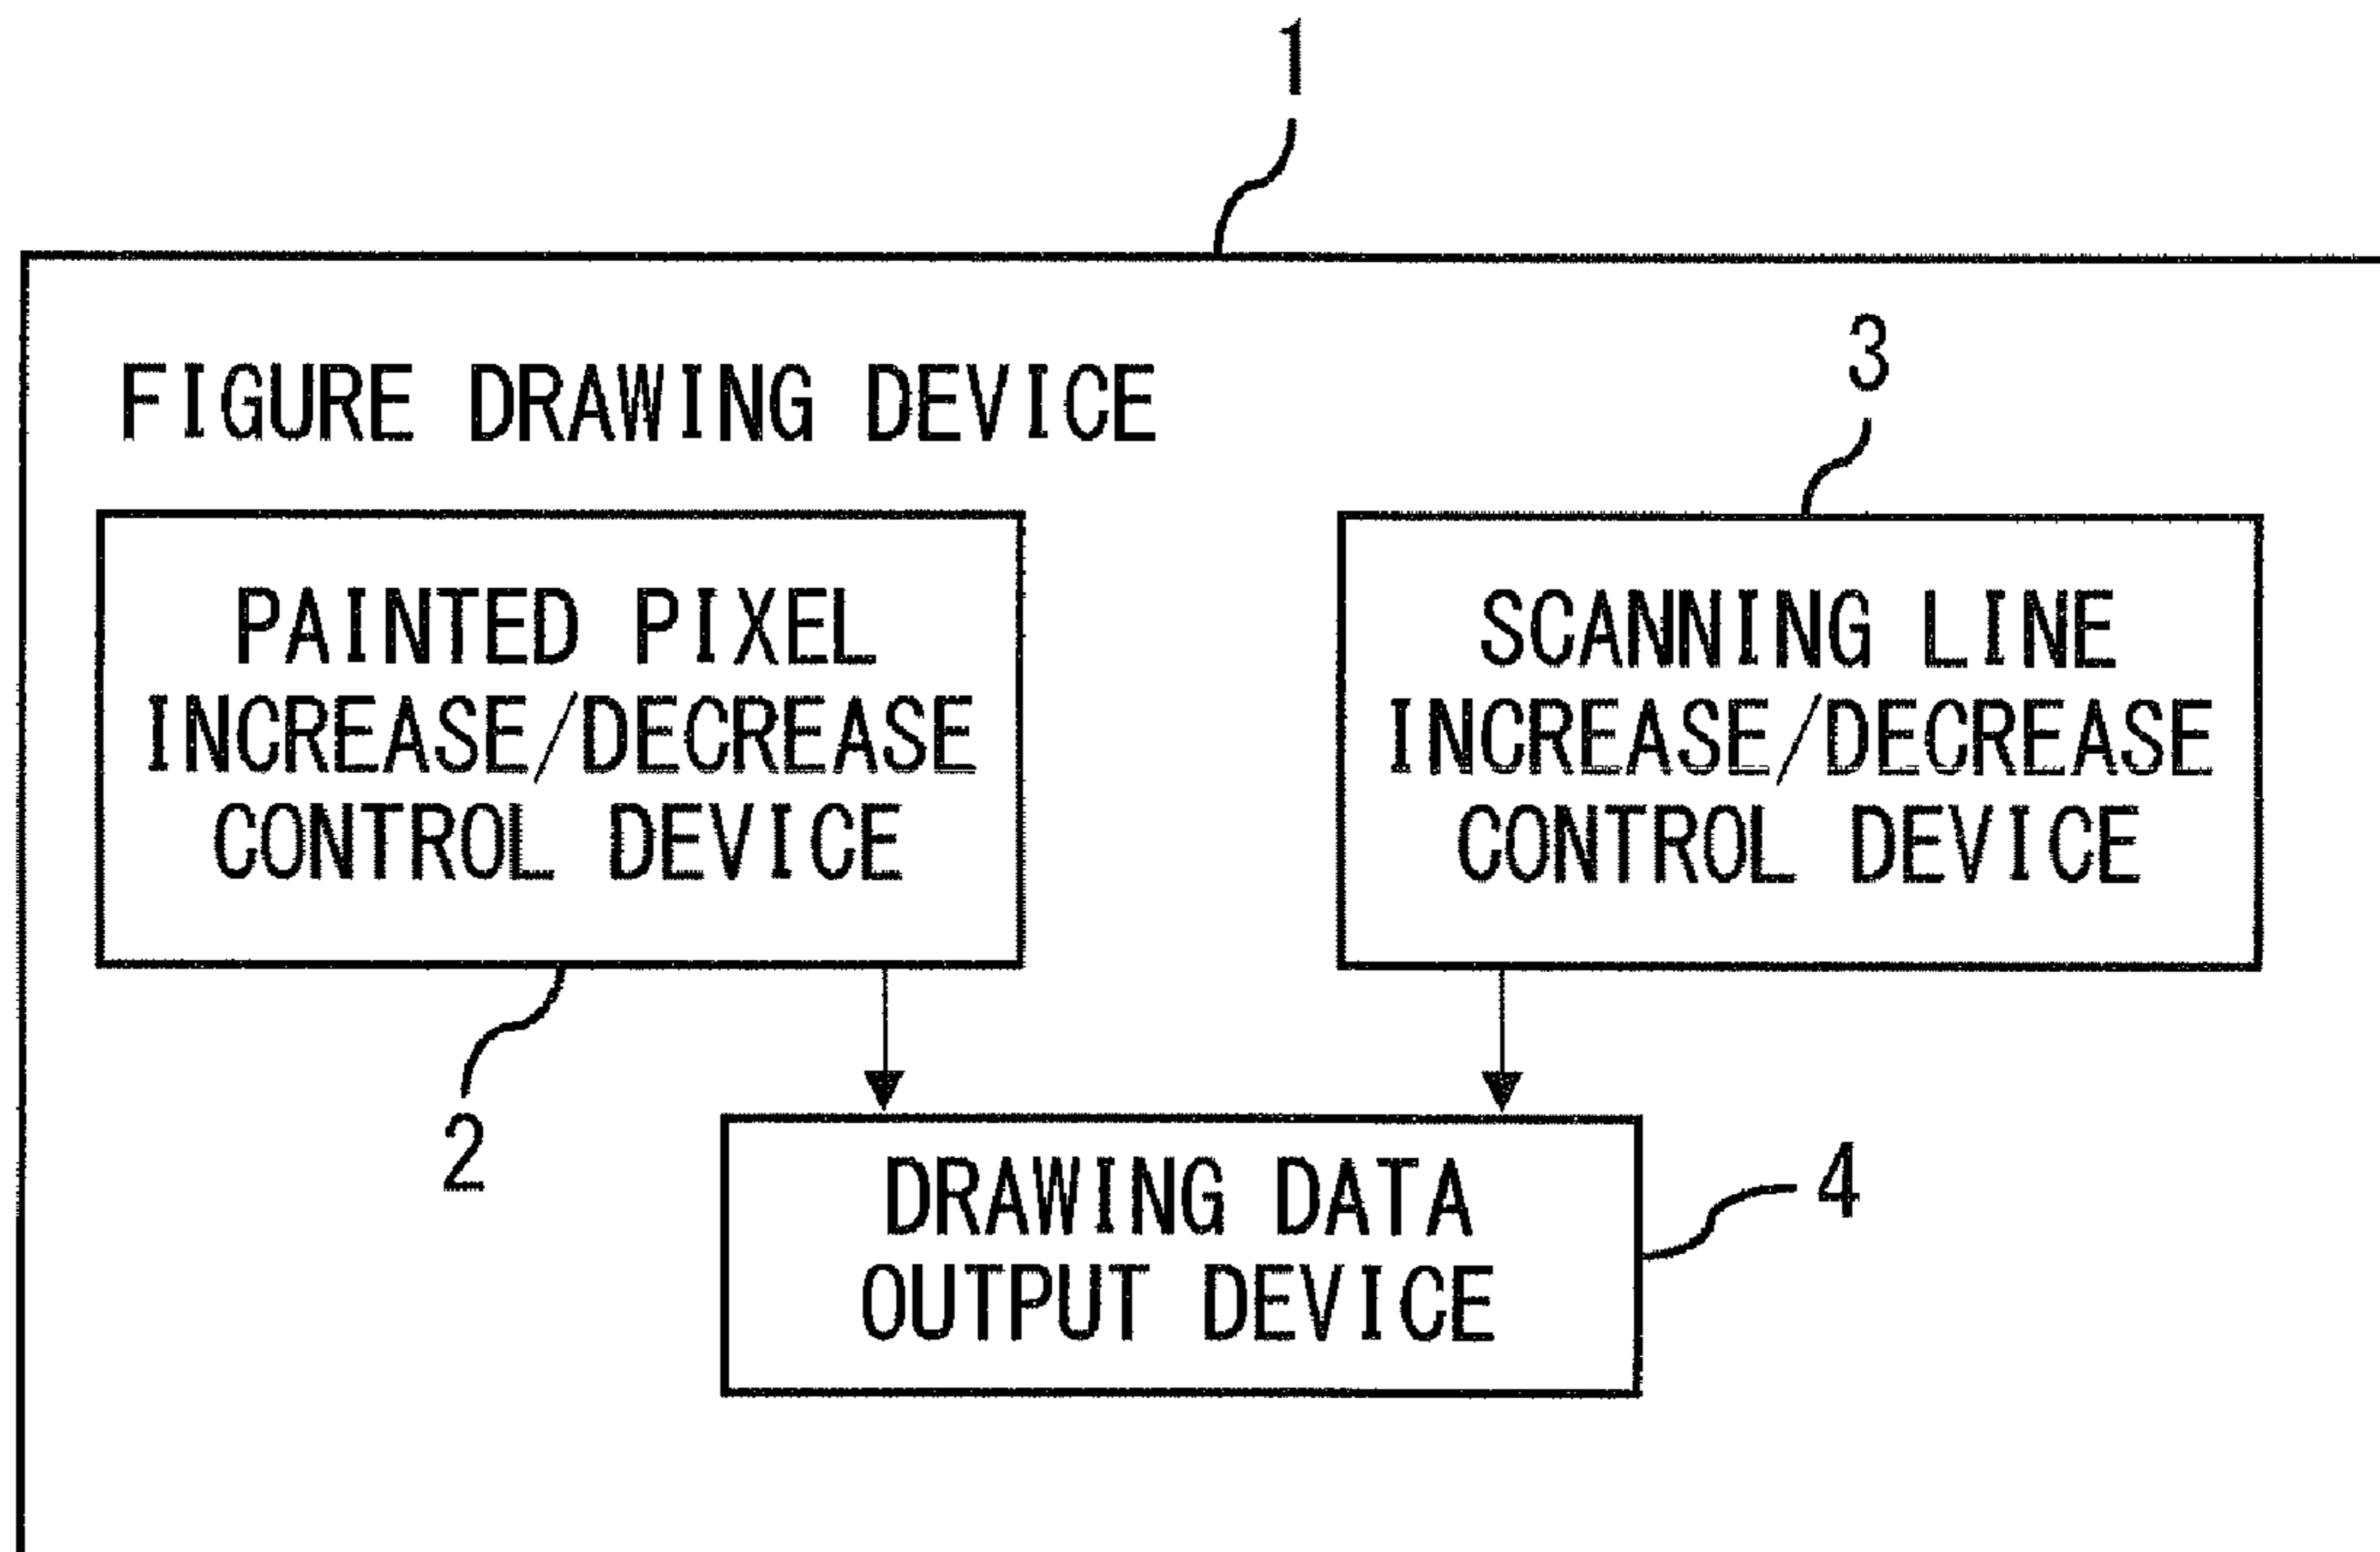 1
FIGURE DRAWING DEVICE
3
PAINTED PIXEL
INCREASE/DECREASE
CONTROL DEVICE
SCANNING LINE
INCREASE/DECREASE
CONTROL DEVICE
2
DRAWING DATA
OUTPUT DEVICE
4